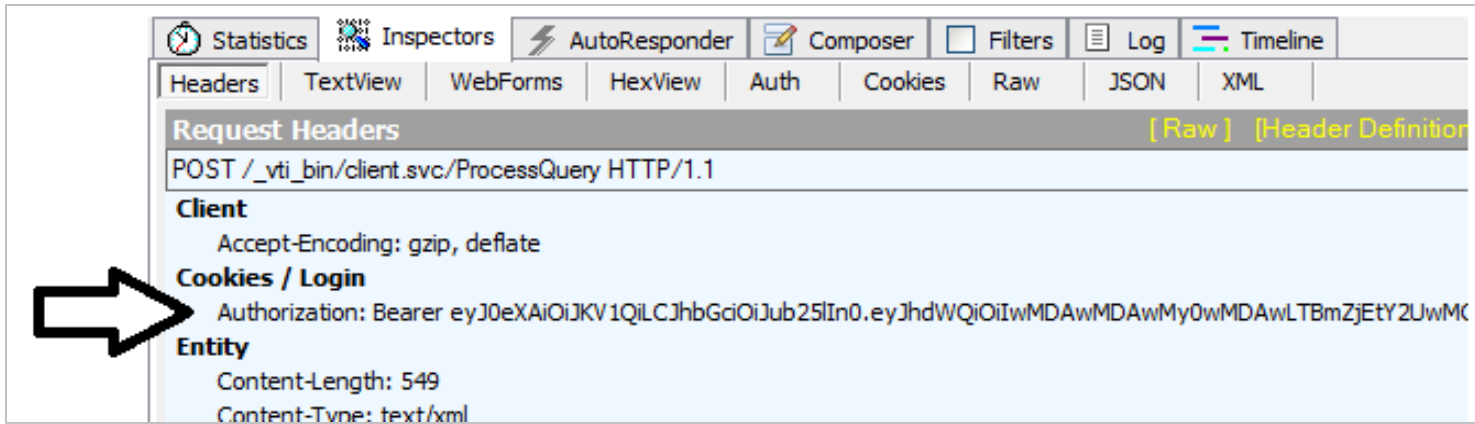 Statistics Inspectors AutoResponder Composer Filters Log Timeline
Headers TextView WebForms HexView Auth Cookies Raw JSON XML
Request Headers [ Raw ] [Header Definition
POST /_vti_bin/client.svc/ProcessQuery HTTP/1.1
Client
Accept-Encoding: gzip, deflate
Cookies / Login
Authorization: Bearer eyJ0eXAiOiJKV1QiLCJhbGciOiJub25lIn0.eyJhdWQiOiIwMDAwMDAwMy0wMDAwLTBmZjEtY2UwMC
Entity
Content-Length: 549
Content-Type: text/xml